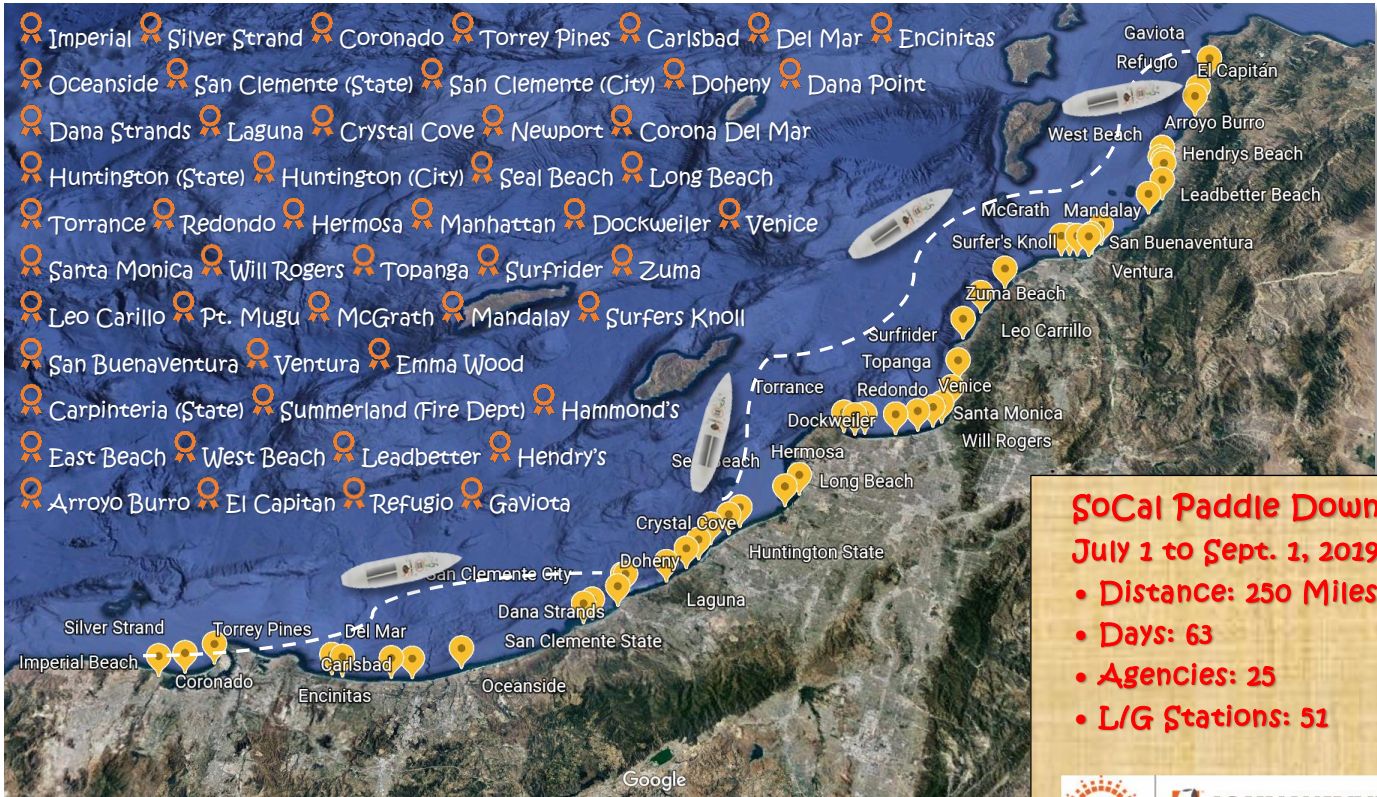 Imperial Silver Strand Coronado Torrey Pines Carlsbad Del Mar Encinitas
Oceanside San Clemente (State) San Clemente (City) Doheny Dana Point
Dana Strands Laguna Crystal Cove Newport Corona Del Mar
Huntington (State) Huntington (City) Seal Beach Long Beach
Torrance Redondo Hermosa Manhattan Dockweiler Venice
Santa Monica Will Rogers Topanga Surfrider Zuma
Leo Carillo Pt. Mugu McGrath Mandalay Surfers Knoll
San Buenaventura Ventura Emma Wood
Carpinteria (State) Summerland (Fire Dept) Hammond's
East Beach West Beach Leadbetter Hendry's
Arroyo Burro El Capitan Refugio Gaviota
Gaviota
Refugio
El Capitán
Arroyo Burro
West Beach
Hendrys Beach
Leadbetter Beach
McGrath Mandalay
Surfer's Knoll
San Buenaventura
Ventura
Zuma Beach
Leo Carrillo
Surfrider
Topanga
Torrance Redondo Venice
Dockweiler
Santa Monica
Will Rogers
Hermosa
Beach
Long Beach
Crystal Cove
Huntington State
Doheny
San Clemente City
Laguna
Dana Strands
San Clemente State
Silver Strand Torrey Pines Del Mar
Imperial Beach
Carlsbad
Coronado
Encinitas
Oceanside
Google
SoCal Paddle Down
July 1 to Sept. 1, 2019
• Distance: 250 Miles
• Days: 63
• Agencies: 25
• L/G Stations: 51